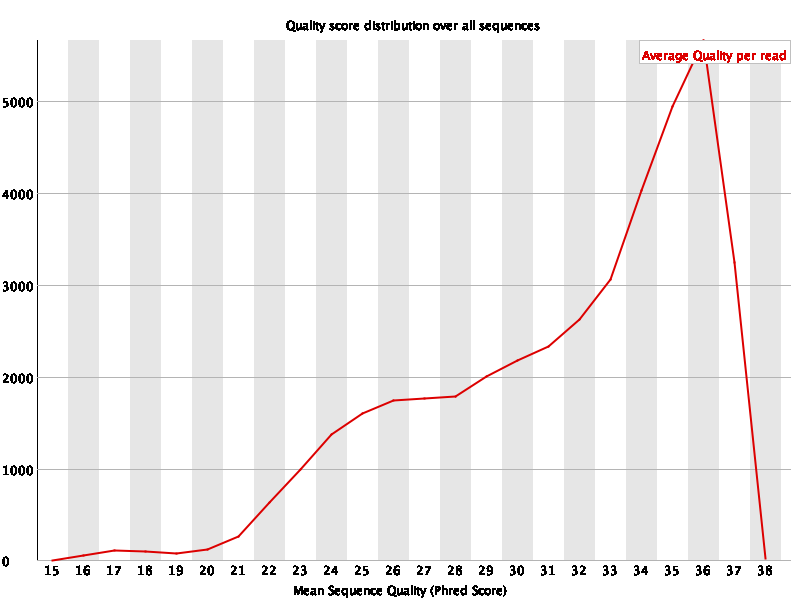 Quality score distribution over all sequences
Average Quality per read
5000
4000
3000
2000
1000
0
15 16 17 18 19 20 21 22 23 24 25 26 27 28 29 30 31 32 33 34 35 36 37 38
Mean Sequence Quality (Phred Score)